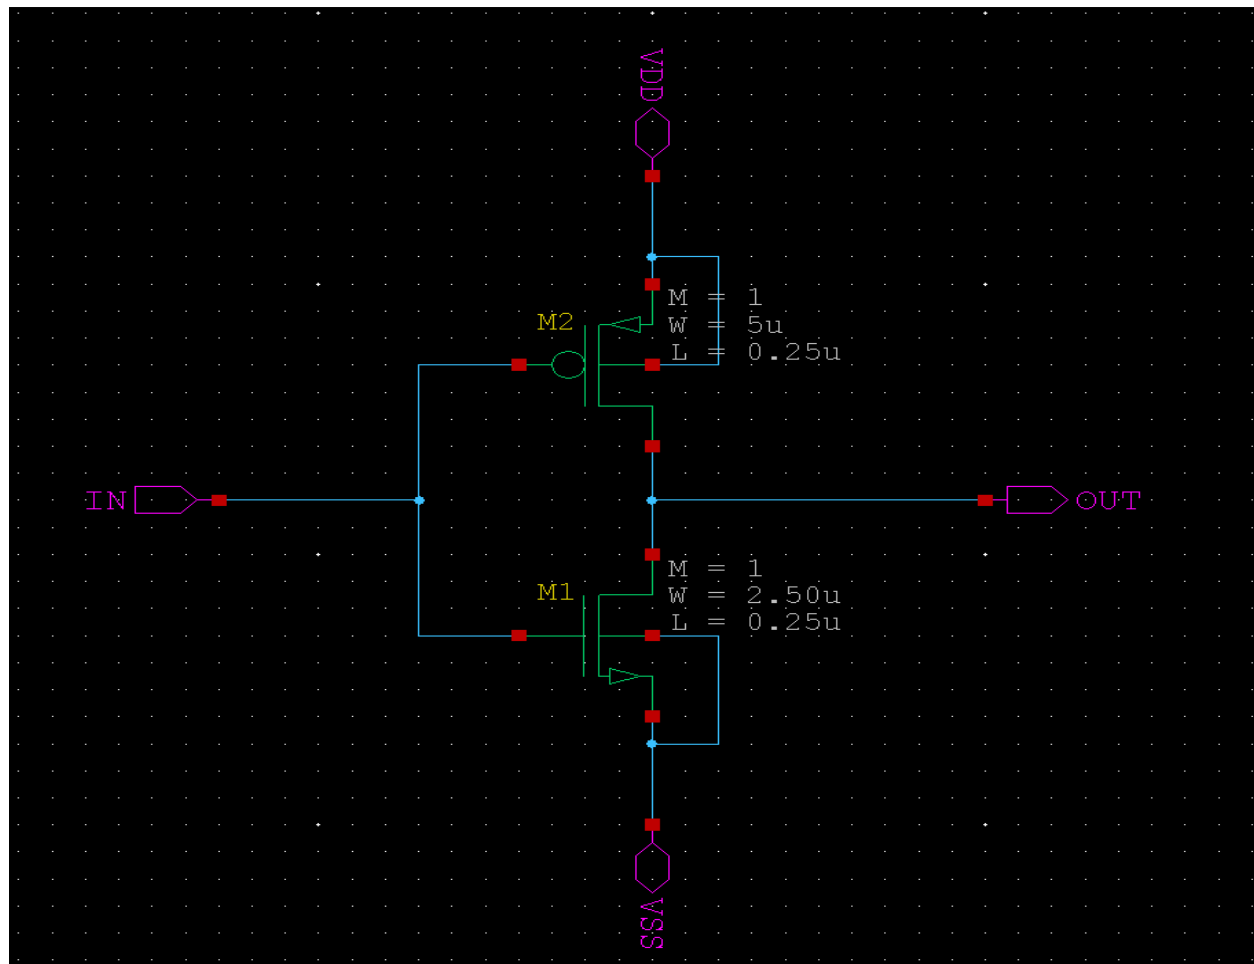 VDD
M = 1
M2
W = 5u
L = 0.25u
IN
OUT
M = 1
M1
W = 2.50u
L = 0.25u
VSS